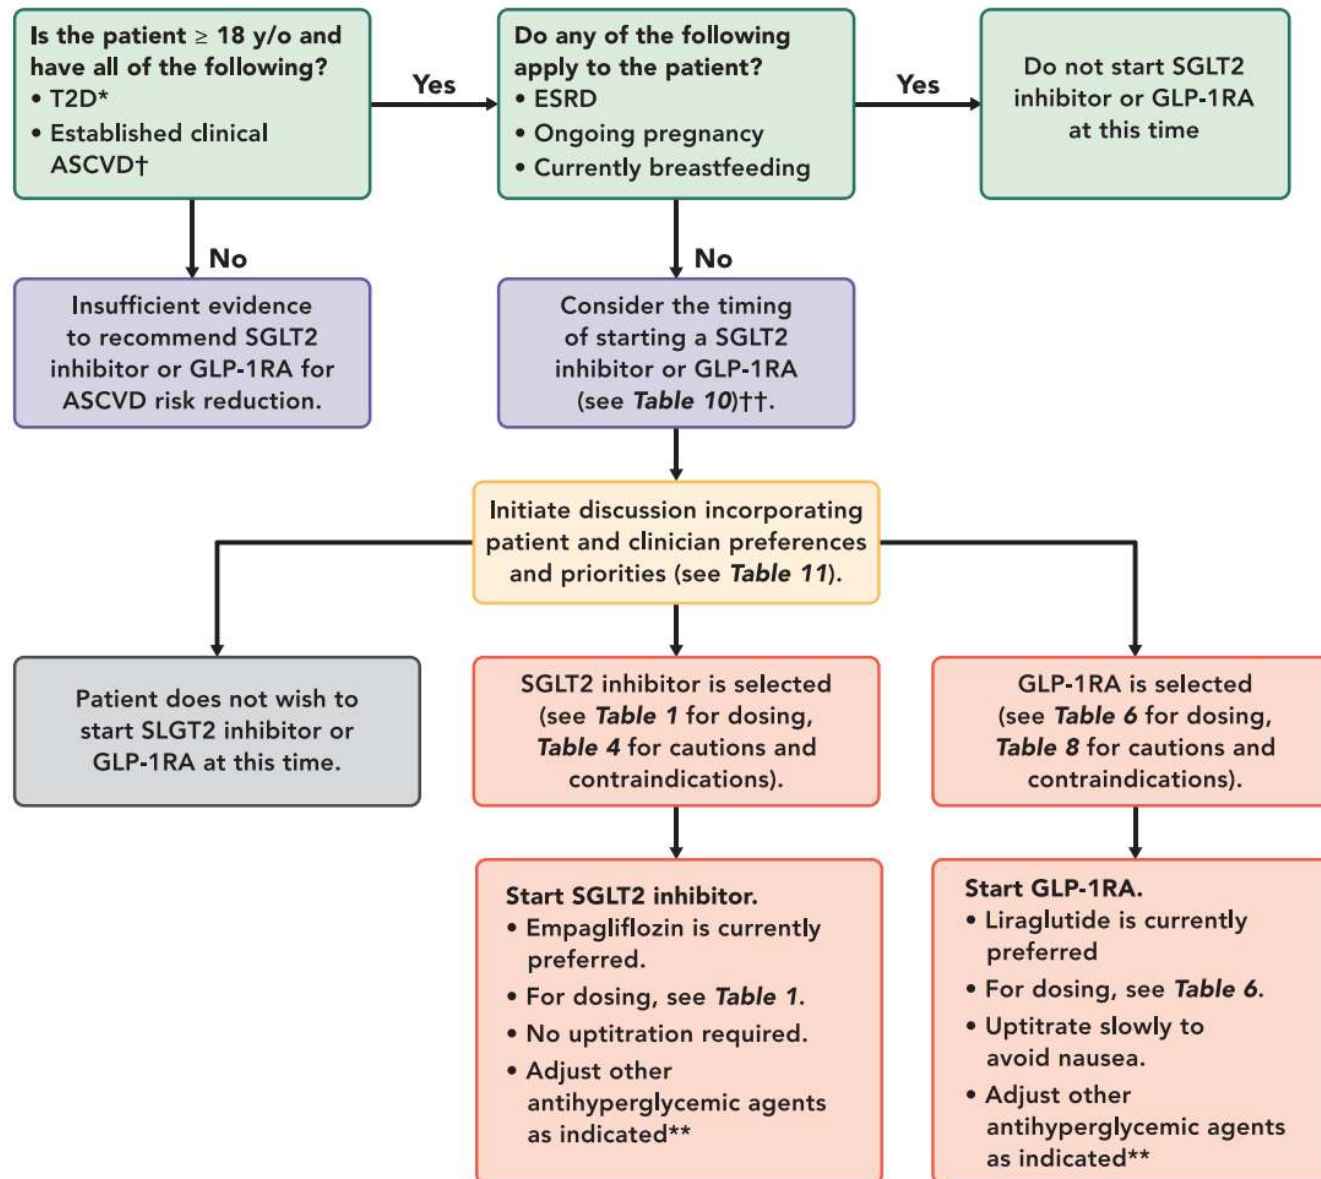 Is the patient ≥ 18 y/o and
have all of the following?
• T2D*
• Established clinical
ASCVD†
Yes
Do any of the following
apply to the patient?
• ESRD
• Ongoing pregnancy
• Currently breastfeeding
Yes
Do not start SGLT2
inhibitor or GLP-1RA
at this time
No
No
Insufficient evidence
to recommend SGLT2
inhibitor or GLP-1RA for
ASCVD risk reduction.
Consider the timing
of starting a SGLT2
inhibitor or GLP-1RA
(see Table 10)††.
Initiate discussion incorporating
patient and clinician preferences
and priorities (see Table 11).
Patient does not wish to
start SLGT2 inhibitor or
GLP-1RA at this time.
SGLT2 inhibitor is selected
(see Table 1 for dosing,
Table 4 for cautions and
contraindications).
GLP-1RA is selected
(see Table 6 for dosing,
Table 8 for cautions and
contraindications).
Start SGLT2 inhibitor.
• Empagliflozin is currently
preferred.
• For dosing, see Table 1.
• No uptitration required.
• Adjust other
antihyperglycemic agents
as indicated**
Start GLP-1RA.
• Liraglutide is currently
preferred
• For dosing, see Table 6.
• Uptitrate slowly to
avoid nausea.
• Adjust other
antihyperglycemic agents
as indicated**